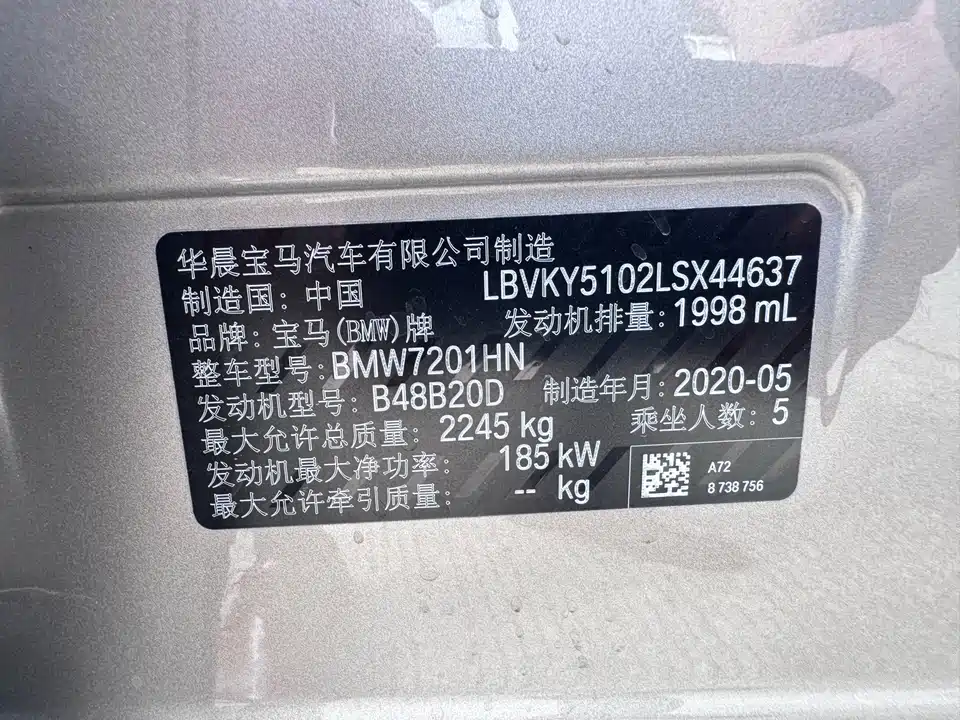 华晨宝马汽车有限公司制造
制造国：中国 LBVKY5102LSX44637
品牌：宝马(BMW)牌 发动机排量：1998 mL
整车型号：BMW7201HN
发动机型号：B48B20D 制造年月：2020-05
最大允许总质量：2245 kg 乘坐人数：5
发动机最大净功率：185 kW
最大允许牵引质量：-- kg
A72
8 738 756